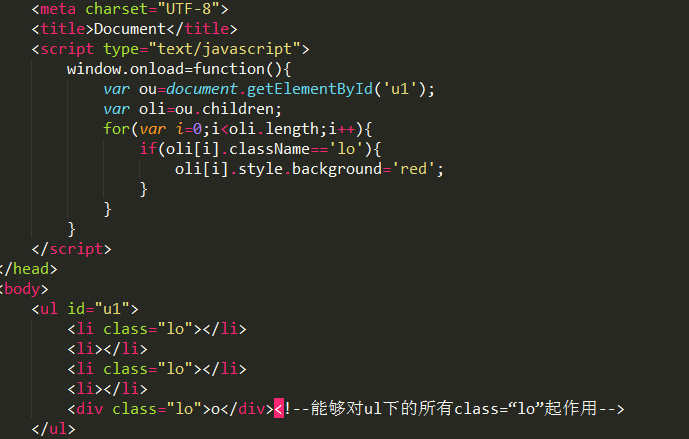 <meta charset="UTF-8">
<title>Document</title>
<script type="text/javascript">
window.onload=function(){
var ou=document.getElementById('u1');
var oli=ou.children;
for(var i=0;i<oli.length;i++){
if(oli[i].className=='lo'){
oli[i].style.background='red';
}
}
}
</script>
</head>
<body>
<ul id="u1">
<li class="lo"></li>
<li></li>
<li class="lo"></li>
<li></li>
<div class="lo">o</div><!--能够对ul下的所有class=“lo”起作用-->
</ul>